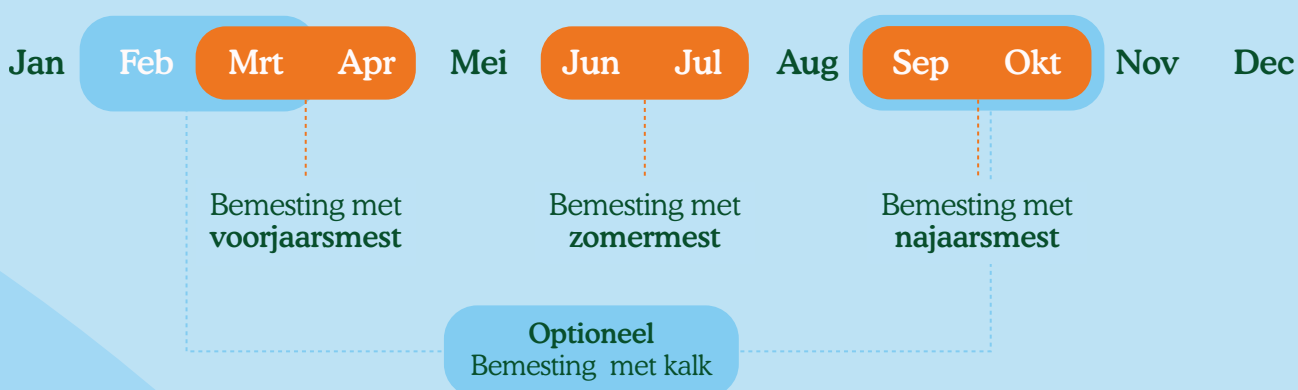 Jan Feb Mrt Apr Mei Jun Jul Aug Sep Okt Nov Dec
Bemesting met
voorjaarsmest
Bemesting met
zomermest
Bemesting met
najaarsmest
Optioneel
Bemesting met kalk